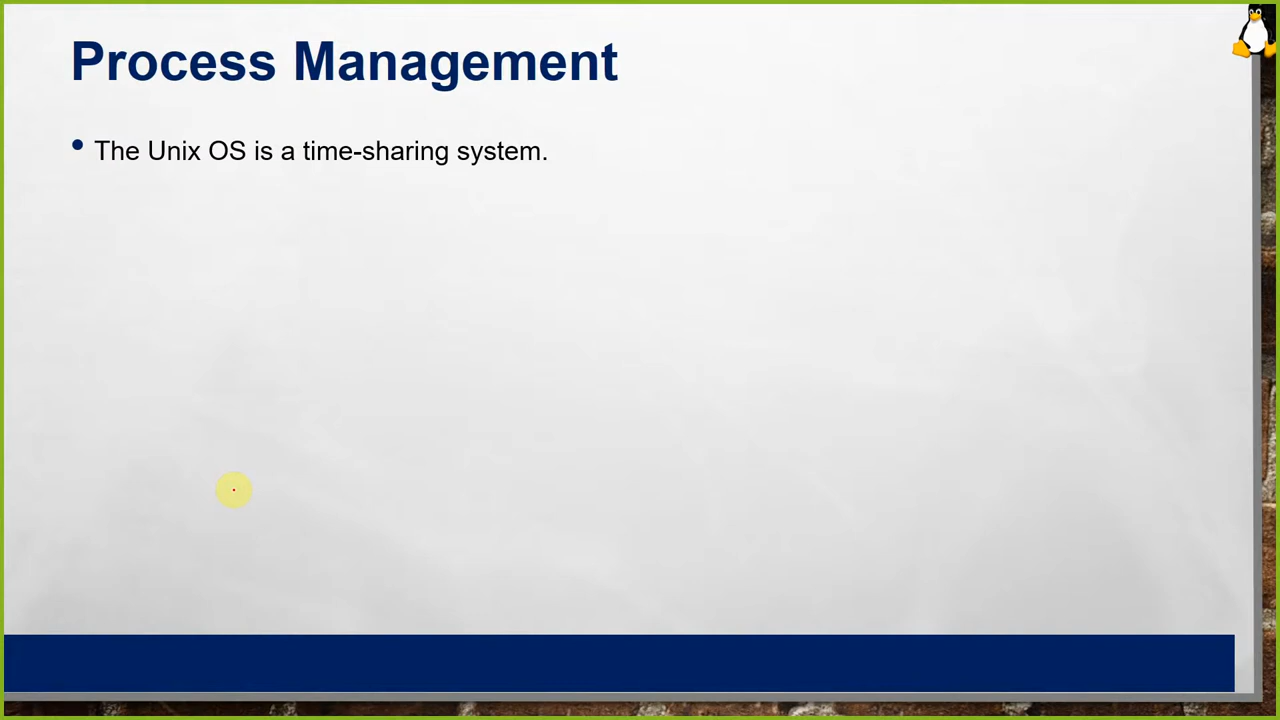 Process Management
• The Unix OS is a time-sharing system.